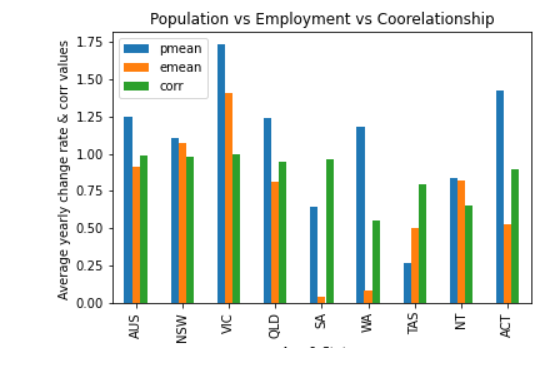 Population vs Employment vs Coorelationship
Average yearly change rate & corr values
1.75
1.50
1.25
1.00
0.75
0.50
0.25
0.00
pmean
emean
corr
AUS
NSW
VIC
QLD
SA
WA
TAS
NT
ACT